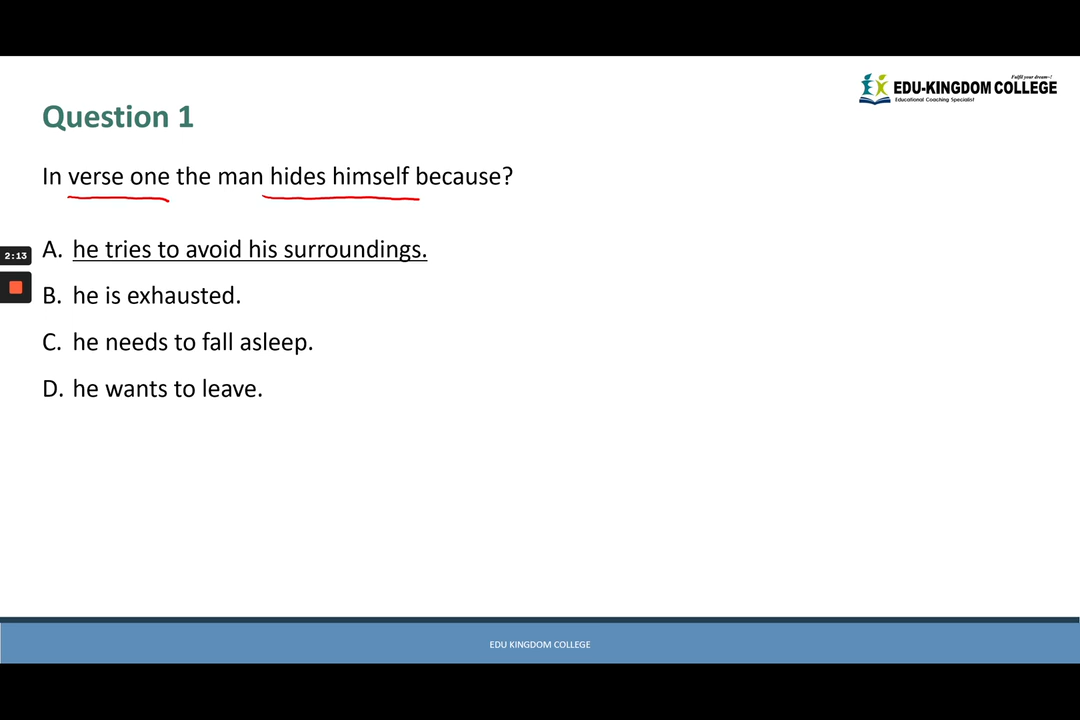 Fulfil your dream~!
EDU-KINGDOM COLLEGE
Educational Coaching Specialist
Question 1
In verse one the man hides himself because?
2:13
A. he tries to avoid his surroundings.
B. he is exhausted.
C. he needs to fall asleep.
D. he wants to leave.
EDU KINGDOM COLLEGE